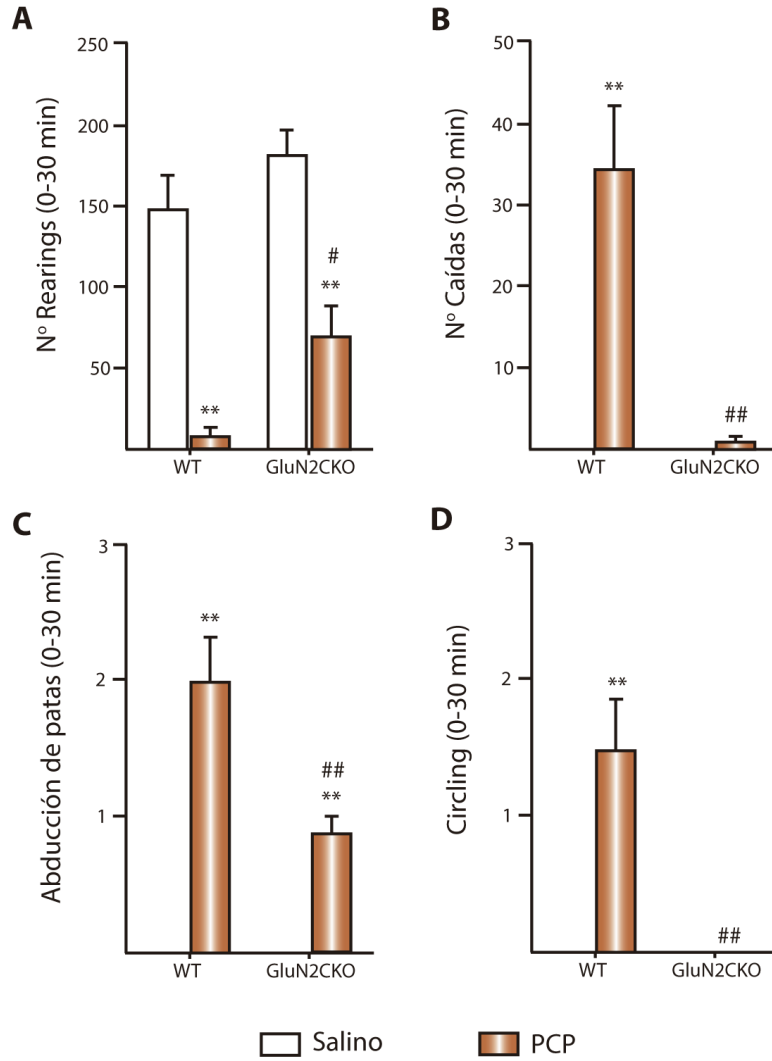 A
Nº Rearings (0-30 min)
250
200
150
100
50
**
#
**
WT
GluN2CKO
B
Nº Caídas (0-30 min)
50
40
30
20
10
**
##
WT
GluN2CKO
C
Abducción de patas (0-30 min)
3
2
1
**
##
**
WT
GluN2CKO
D
Circling (0-30 min)
3
2
1
**
##
WT
GluN2CKO
Salino
PCP